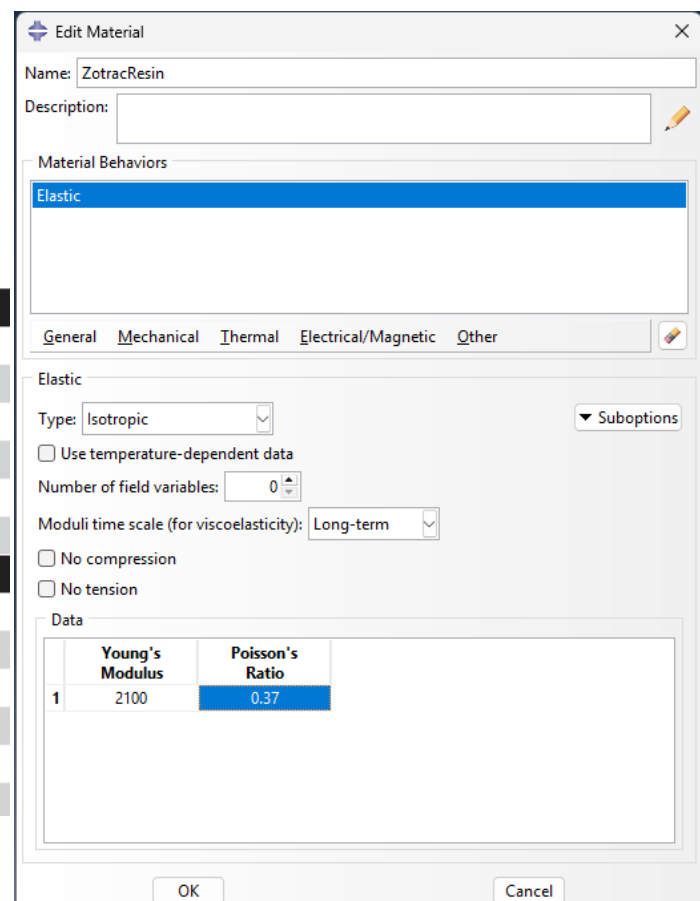 Edit Material
Name: ZotracResin
Description:
Material Behaviors
Elastic
General Mechanical Thermal Electrical/Magnetic Other
Elastic
Type: Isotropic
Suboptions
Use temperature-dependent data
Number of field variables: 0
Moduli time scale (for viscoelasticity): Long-term
No compression
No tension
Data
Young's Poisson's
Modulus Ratio
1 2100 0.37
OK Cancel